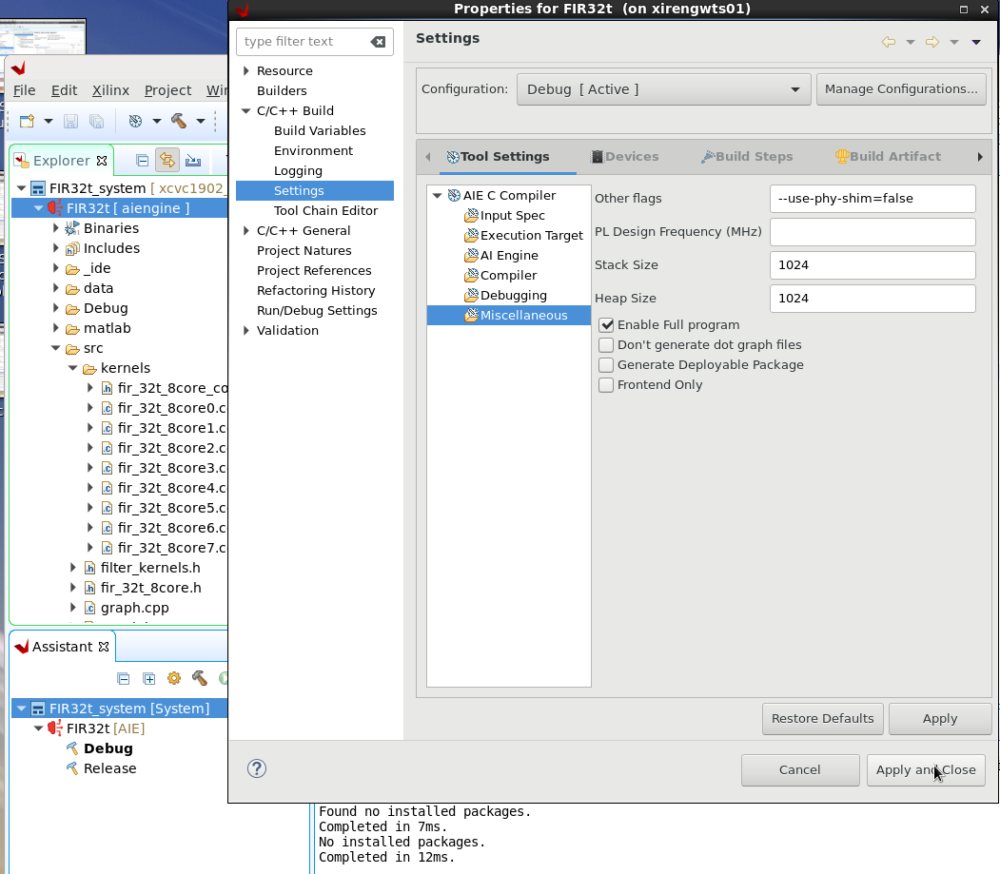 Properties for FIR32t (on xirengwts01)
type filter text
Resource
Builders
C/C++ Build
Build Variables
Environment
Logging
Settings
Tool Chain Editor
C/C++ General
Project Natures
Project References
Refactoring History
Run/Debug Settings
Validation
Settings
Configuration:
Debug [ Active ]
Manage Configurations...
Tool Settings
Devices
Build Steps
Build Artifact
AIE C Compiler
Input Spec
Execution Target
AI Engine
Compiler
Debugging
Miscellaneous
Other flags
--use-phy-shim=false
PL Design Frequency (MHz)
Stack Size
1024
Heap Size
1024
Enable Full program
Don't generate dot graph files
Generate Deployable Package
Frontend Only
Restore Defaults
Apply
Cancel
Apply and Close
File Edit Xilinx Project Win
Explorer
FIR32t_system [ xcvc1902_
FIR32t [ aiengine ]
Binaries
Includes
_ide
data
Debug
matlab
src
kernels
fir_32t_8core_co
fir_32t_8core0.c
fir_32t_8core1.c
fir_32t_8core2.c
fir_32t_8core3.c
fir_32t_8core4.c
fir_32t_8core5.c
fir_32t_8core6.c
fir_32t_8core7.c
filter_kernels.h
fir_32t_8core.h
graph.cpp
Assistant
FIR32t_system [System]
FIR32t [AIE]
Debug
Release
Found no installed packages.
Completed in 7ms.
No installed packages.
Completed in 12ms.